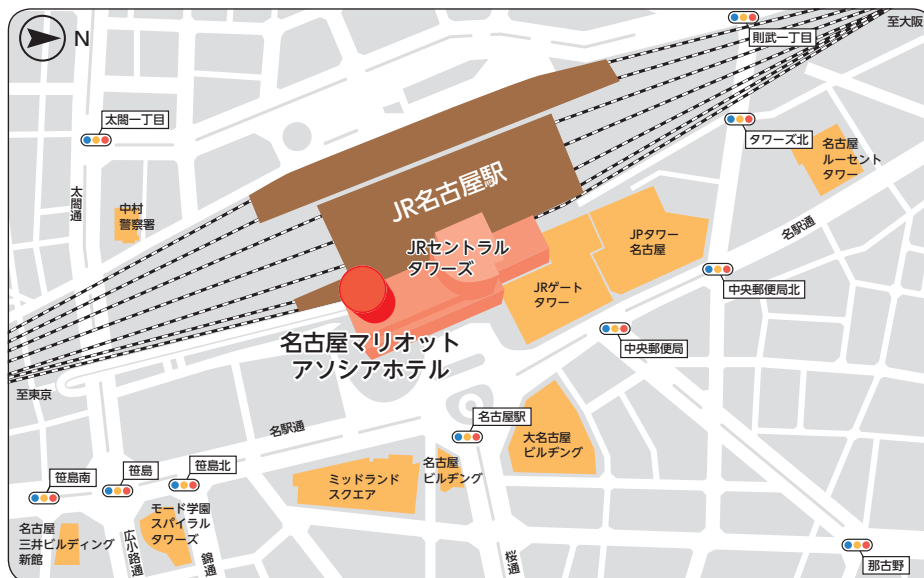 N
至大阪
則武一丁目
太閤一丁目
タワーズ北
名古屋
ルーセント
タワー
太閤通
中村
警察署
JR名古屋駅
名駅通
JRセントラル
タワーズ
JPタワー
名古屋
JRゲート
タワー
中央郵便局北
名古屋マリオット
アソシアホテル
中央郵便局
至東京
名駅通
名古屋駅
大名古屋
ビルヂング
笹島南
笹島
笹島北
ミッドランド
スクエア
名古屋
ビルヂング
モード学園
スパイラル
タワーズ
名古屋
三井ビルディング
新館
広小路通
錦通
桜通
那古野